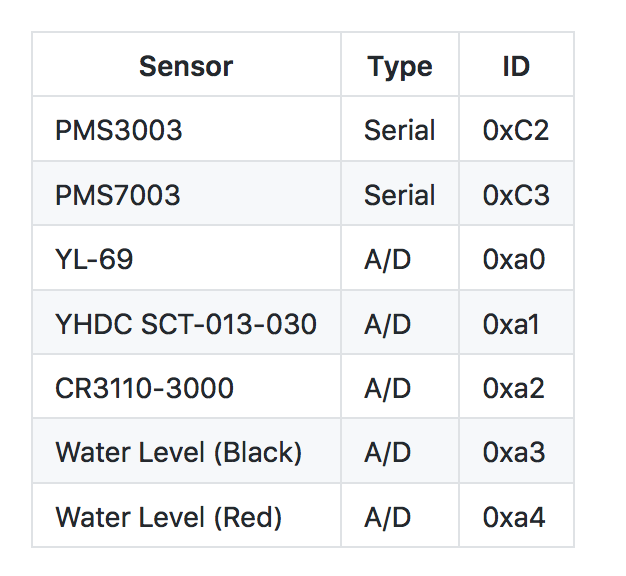 Sensor Type ID
PMS3003 Serial 0xC2
PMS7003 Serial 0xC3
YL-69 A/D 0xa0
YHDC SCT-013-030 A/D 0xa1
CR3110-3000 A/D 0xa2
Water Level (Black) A/D 0xa3
Water Level (Red) A/D 0xa4